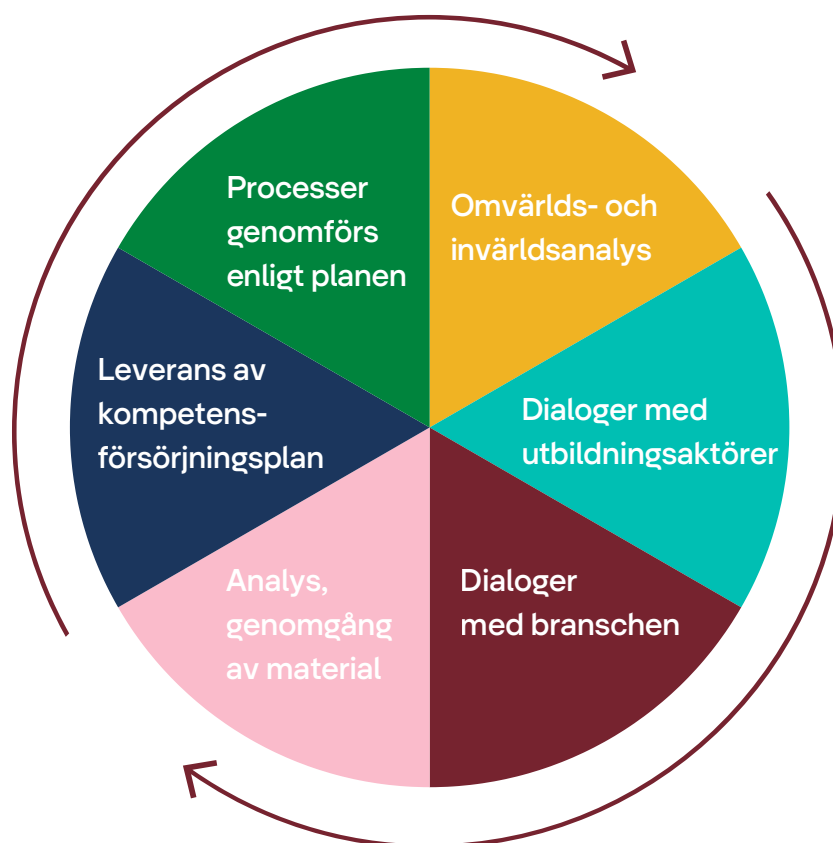 Omvärlds- och
invärldsanalys
Dialoger med
utbildningsaktörer
Dialoger
med branschen
Analys,
genomgång
av material
Leverans av
kompetens-
försörjningsplan
Processer
genomförs
enligt planen